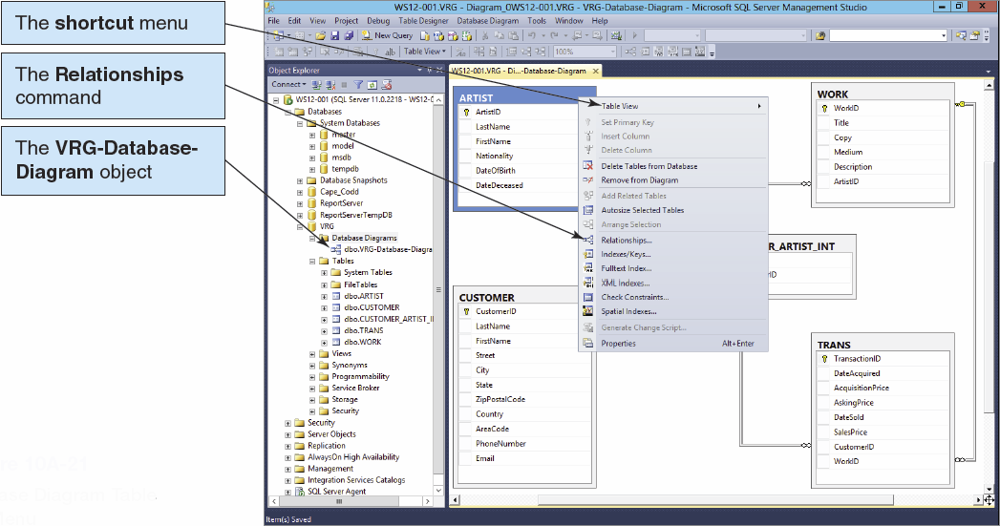 The shortcut menu
The Relationships
command
The VRG-Database-
Diagram object
WS12-001.VRG - Diagram_0WS12-001.VRG - VRG-Database-Diagram - Microsoft SQL Server Management Studio
File Edit View Project Debug Table Designer Database Diagram Tools Window Help
New Query
Table View
100%
Object Explorer
Connect
WS12-001 (SQL Server 11.0.2218 - WS12-0
Databases
System Databases
master
model
msdb
tempdb
Database Snapshots
Cape_Codd
ReportServer
ReportServerTempDB
VRG
Database Diagrams
dbo.VRG-Database-Diagra
Tables
System Tables
FileTables
dbo.ARTIST
dbo.CUSTOMER
dbo.CUSTOMER_ARTIST_I
dbo.TRANS
dbo.WORK
Views
Synonyms
Programmability
Service Broker
Storage
Security
Security
Server Objects
Replication
AlwaysOn High Availability
Management
Integration Services Catalogs
SQL Server Agent
WS12-001.VRG - Di...-Database-Diagram
ARTIST
ArtistID
LastName
FirstName
Nationality
DateOfBirth
DateDeceased
CUSTOMER
CustomerID
LastName
FirstName
Street
City
State
ZipPostalCode
Country
AreaCode
PhoneNumber
Email
Table View
Set Primary Key
Insert Column
Delete Column
Delete Tables from Database
Remove from Diagram
Add Related Tables
Autosize Selected Tables
Arrange Selection
Relationships...
Indexes/Keys...
Fulltext Index...
XML Indexes...
Check Constraints...
Spatial Indexes...
Generate Change Script...
Properties Alt+Enter
WORK
WorkID
Title
Copy
Medium
Description
ArtistID
R_ARTIST_INT
ID
TRANS
TransactionID
DateAcquired
AcquisitionPrice
AskingPrice
DateSold
SalesPrice
CustomerID
WorkID
Item(s) Saved